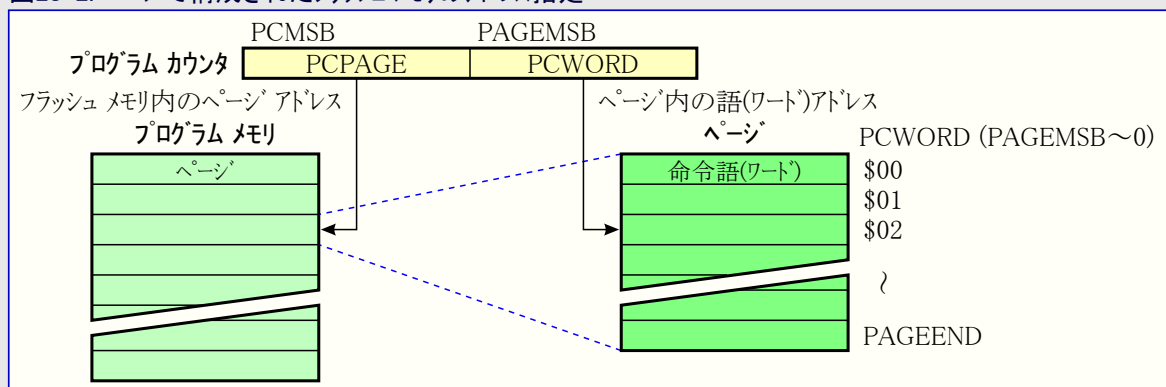 PCMSB PAGEMSB
プログラム カウンタ PCPAGE PCWORD
フラッシュ メモリ内のページ アドレス ページ内の語(ワード)アドレス
プログラム メモリ ページ PCWORD (PAGEMSB～0)
ページ 命令語(ワード) $00
$01
$02
～
PAGEEND